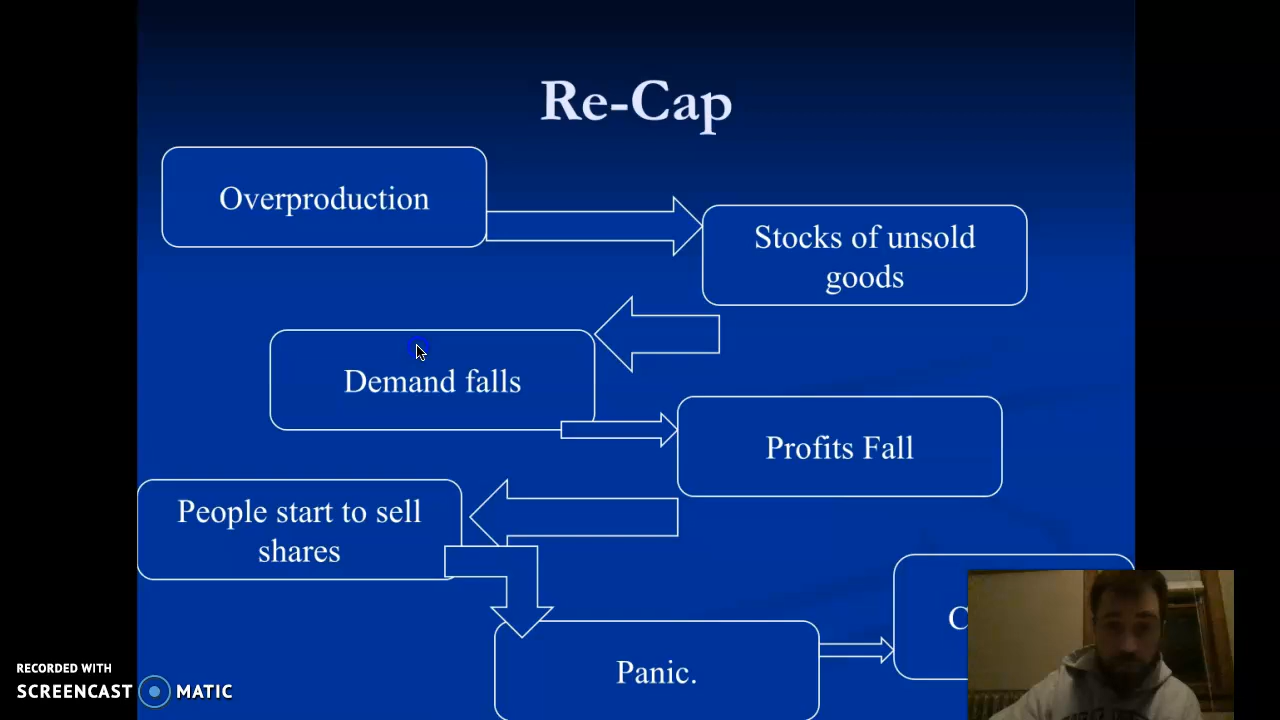 Re-Cap
Overproduction
Stocks of unsold
goods
Demand falls
Profits Fall
People start to sell
shares
Panic.
RECORDED WITH
SCREENCAST MATIC